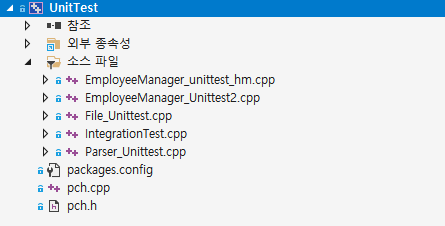 UnitTest
참조
외부 종속성
소스 파일
EmployeeManager_unittest_hm.cpp
EmployeeManager_Unittest2.cpp
File_Unittest.cpp
IntegrationTest.cpp
Parser_Unittest.cpp
packages.config
pch.cpp
pch.h